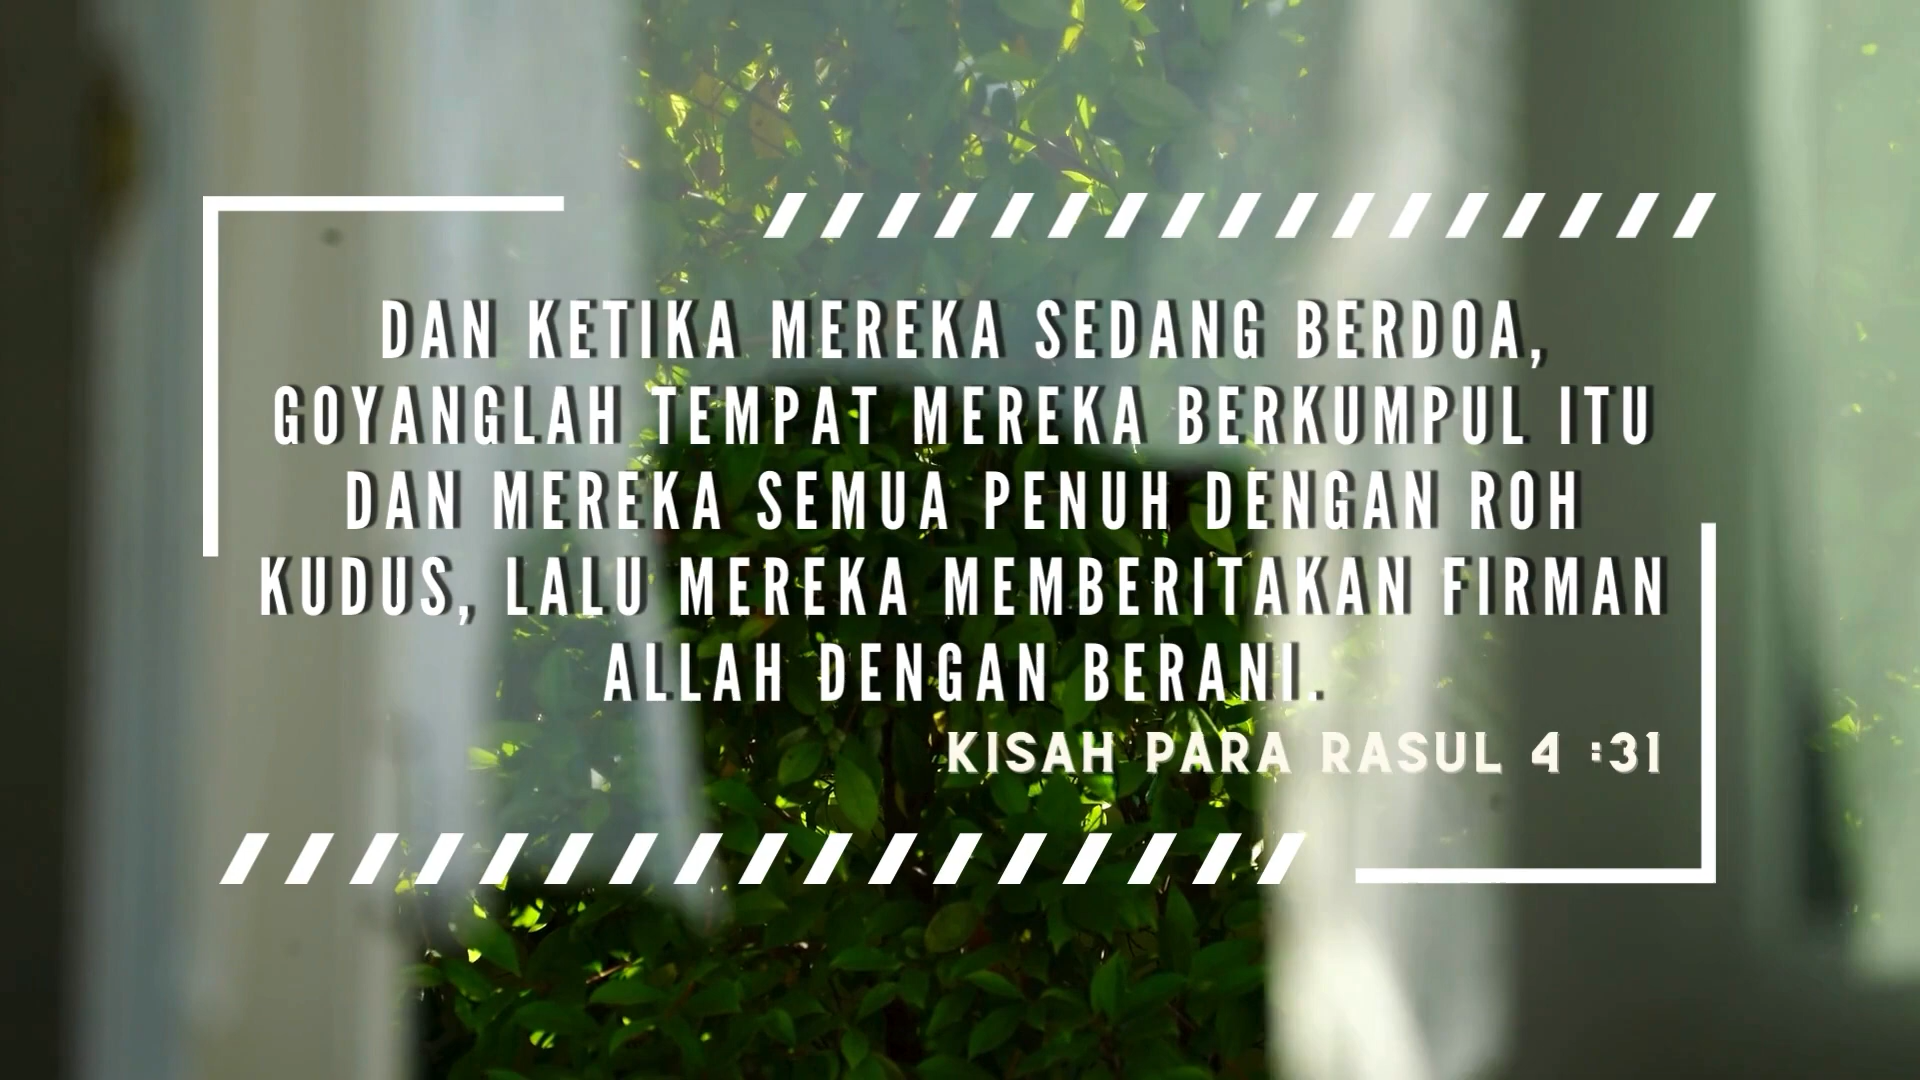 DAN KETIKA MEREKA SEDANG BERDOA,
GOYANGLAH TEMPAT MEREKA BERKUMPUL ITU
DAN MEREKA SEMUA PENUH DENGAN ROH
KUDUS, LALU MEREKA MEMBERITAKAN FIRMAN
ALLAH DENGAN BERANI.
KISAH PARA RASUL 4 :31